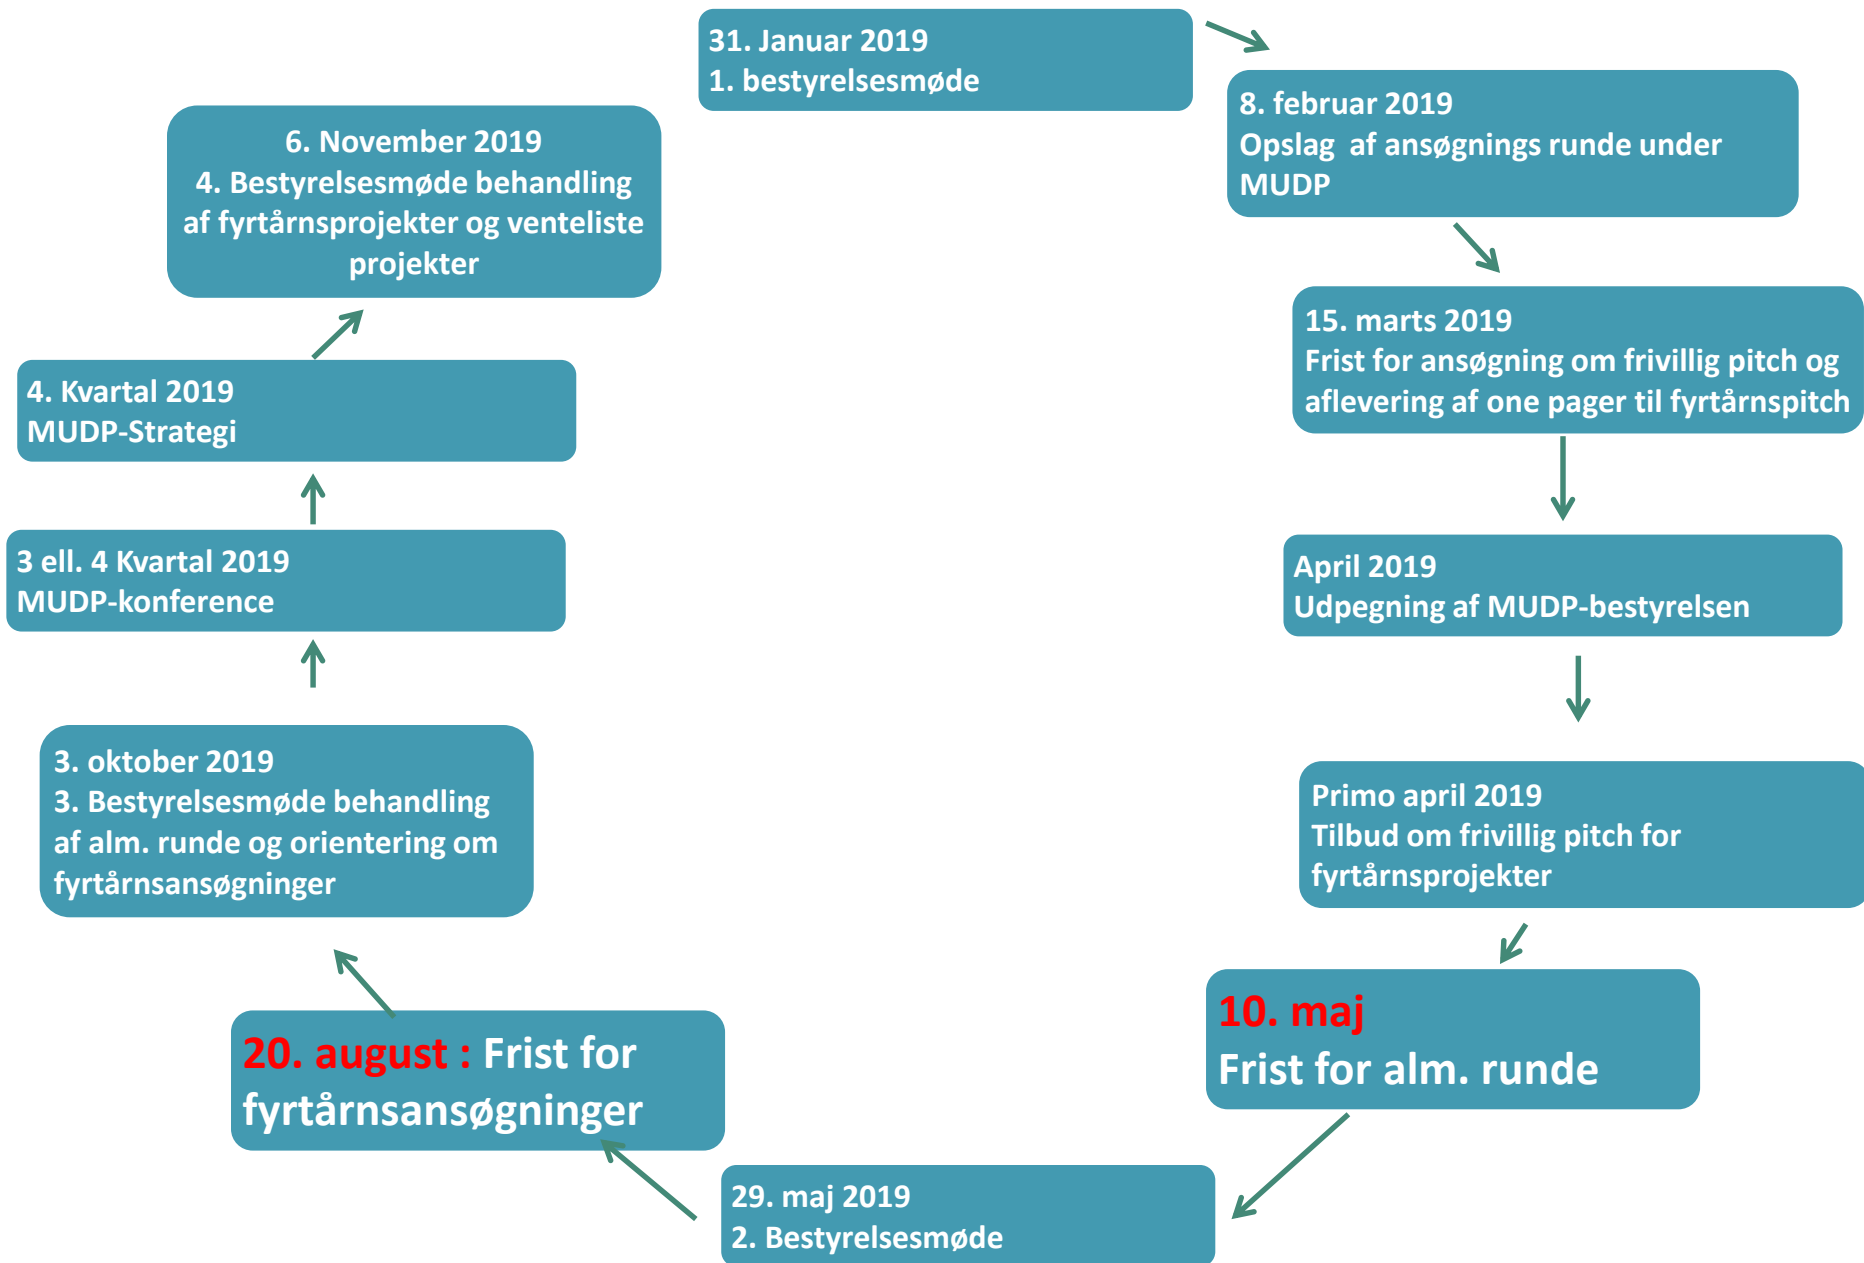 31. Januar 2019
1. bestyrelsesmøde
8. februar 2019
Opslag  af ansøgnings runde under
MUDP
15. marts 2019
Frist for ansøgning om frivillig pitch og
aflevering af one pager til fyrtårnspitch
April 2019
Udpegning af MUDP-bestyrelsen
Primo april 2019
Tilbud om frivillig pitch for
fyrtårnsprojekter
10. maj
Frist for alm. runde
29. maj 2019
2. Bestyrelsesmøde
20. august : Frist for
fyrtårnsansøgninger
3. oktober 2019
3. Bestyrelsesmøde behandling
af alm. runde og orientering om
fyrtårnsansøgninger
3 ell. 4 Kvartal 2019
MUDP-konference
4. Kvartal 2019
MUDP-Strategi
6. November 2019
4. Bestyrelsesmøde behandling
af fyrtårnsprojekter og venteliste
projekter